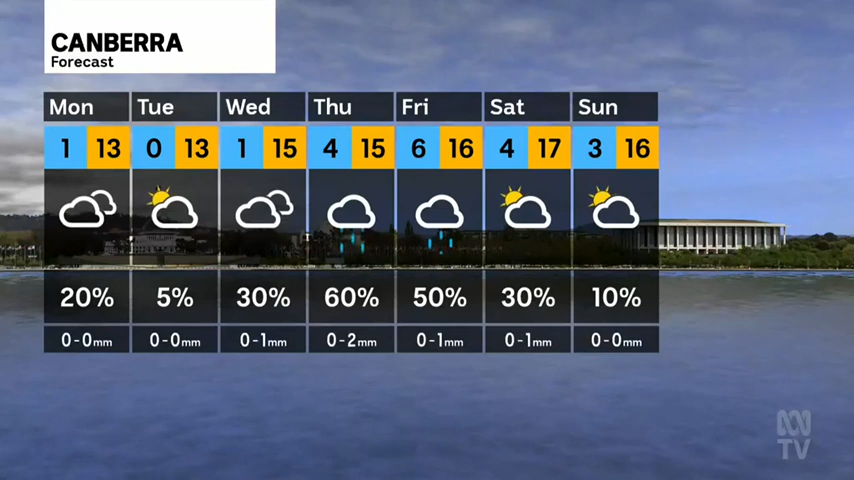 CANBERRA
Forecast
Mon Tue Wed Thu Fri Sat Sun
1 13 0 13 1 15 4 15 6 16 4 17 3 16
20% 5% 30% 60% 50% 30% 10%
0-0mm 0-0mm 0-1mm 0-2mm 0-1mm 0-1mm 0-0mm
TV